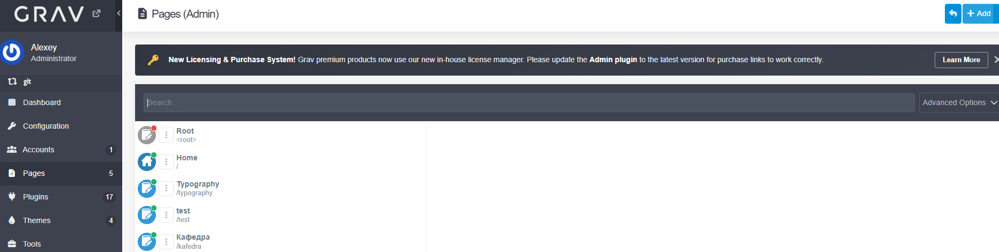 GRAV
Pages (Admin)
Add
Alexey
Administrator
New Licensing & Purchase System! Grav premium products now use our new in-house license manager. Please update the Admin plugin to the latest version for purchase links to work correctly.
Learn More
git
Dashboard
Search...
Advanced Options
Configuration
Accounts 1
Pages 5
Plugins 17
Themes 4
Tools
Root
<root>
Home
/
Typography
/typography
test
/test
Кафедра
/kafedra